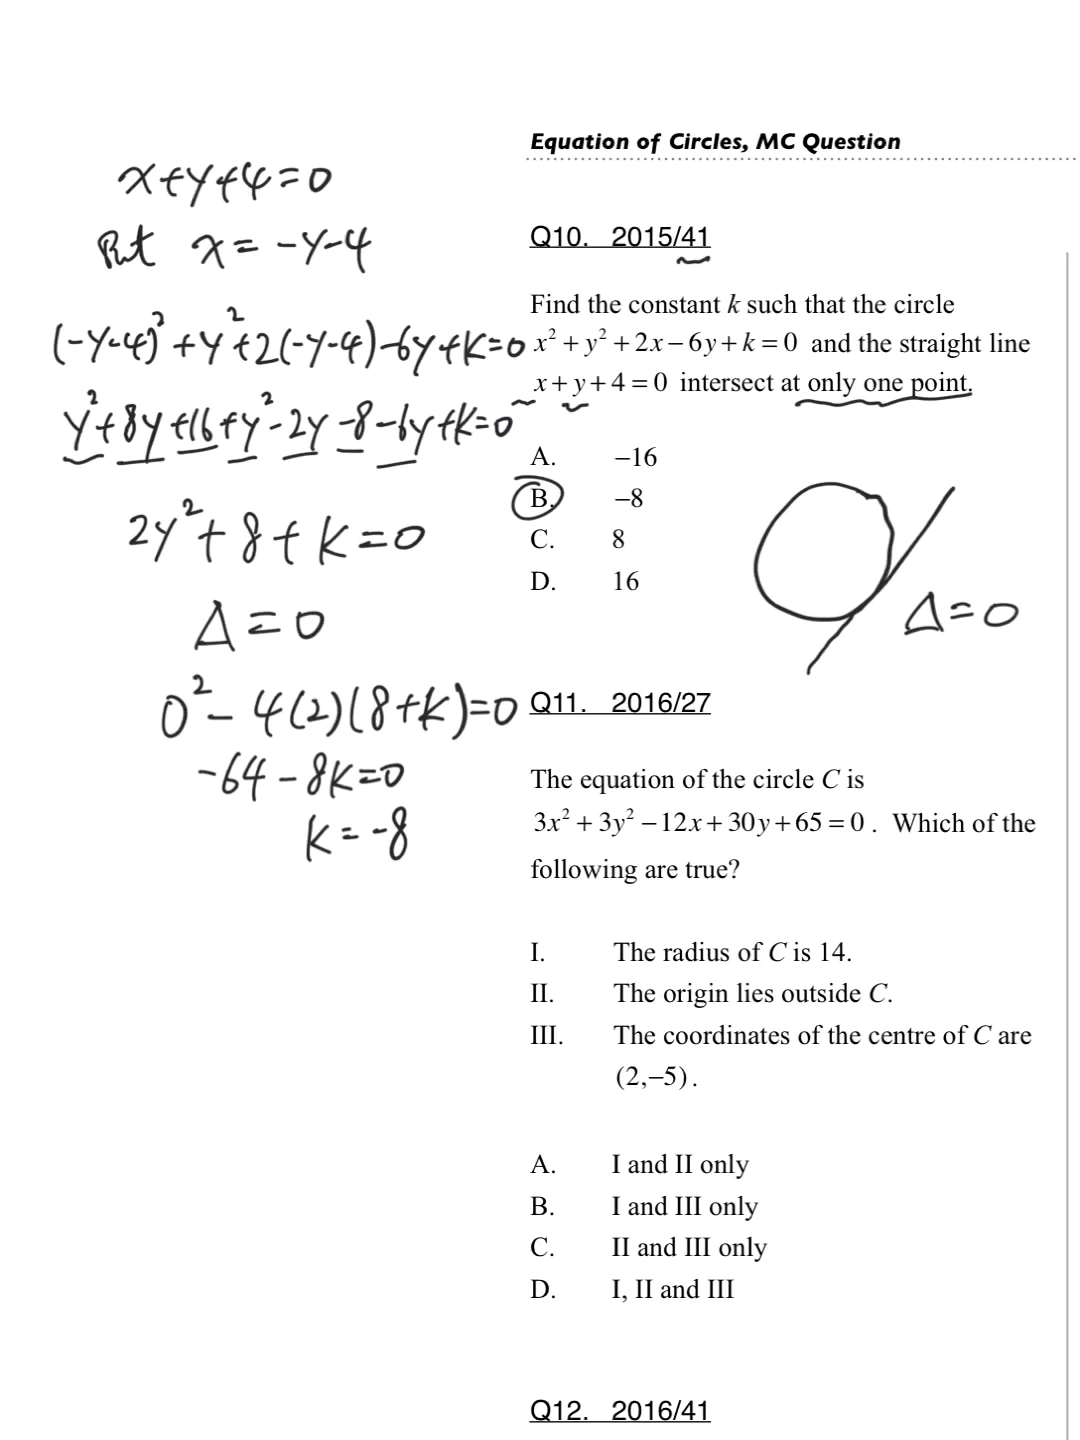 Equation of Circles, MC Question
x+y+4=0
Put x=-y-4
(-y-4)²+y²+2(-y-4)-6y+k=0
y²+8y+16+y²-2y-8-6y+k=0
2y²+8+k=0
Δ=0
0²-4(2)(8+k)=0
-64-8k=0
k=-8
Q10. 2015/41
Find the constant k such that the circle
x² + y² + 2x − 6y + k = 0 and the straight line
x + y + 4 = 0 intersect at only one point.
A. −16
B. −8
C. 8
D. 16
Δ=0
Q11. 2016/27
The equation of the circle C is
3x² + 3y² − 12x + 30y + 65 = 0 . Which of the
following are true?
I. The radius of C is 14.
II. The origin lies outside C.
III. The coordinates of the centre of C are
(2,−5) .
A. I and II only
B. I and III only
C. II and III only
D. I, II and III
Q12. 2016/41